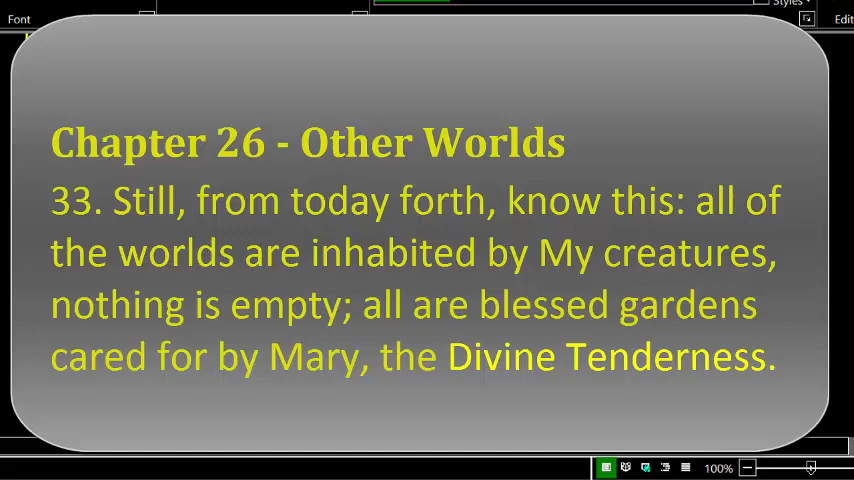 Styles
Font
Edit
Chapter 26 - Other Worlds
33. Still, from today forth, know this: all of
the worlds are inhabited by My creatures,
nothing is empty; all are blessed gardens
cared for by Mary, the Divine Tenderness.
100%